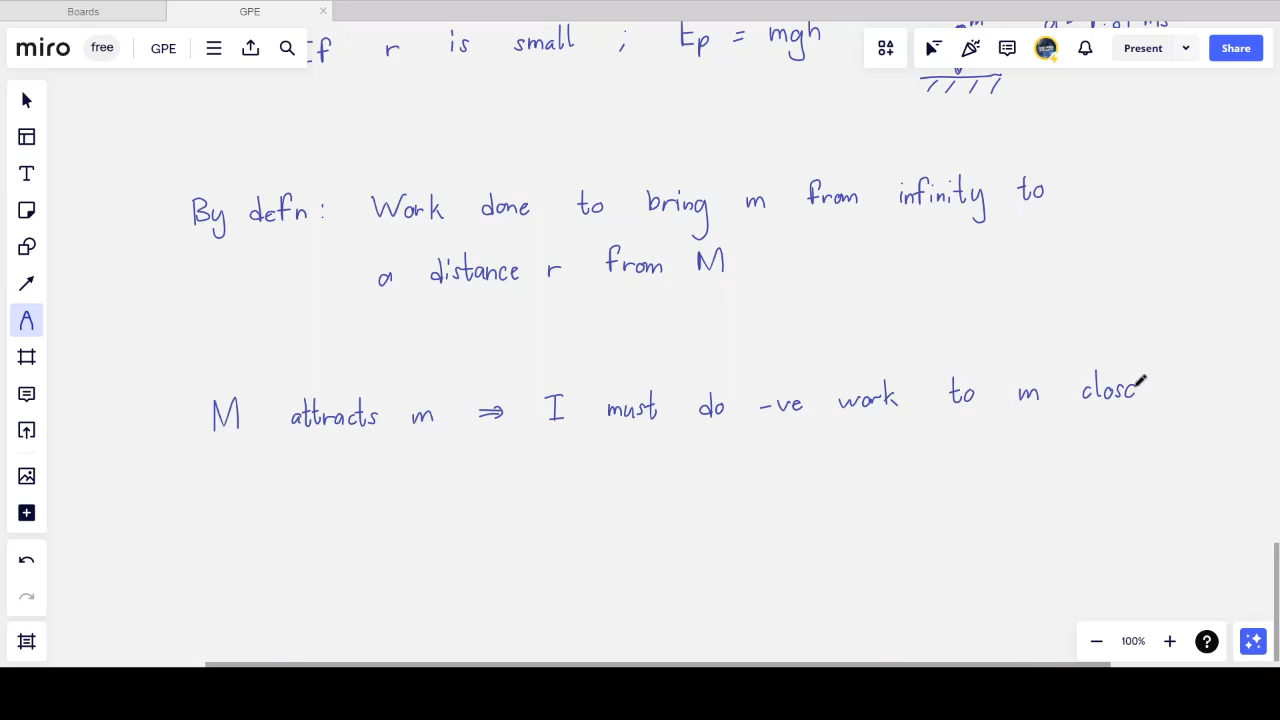 Boards
GPE
miro free GPE
Present
Share
If r is small ; Ep = mgh
By defn: Work done to bring m from infinity to
a distance r from M
M attracts m ⇒ I must do -ve work to m close
100%